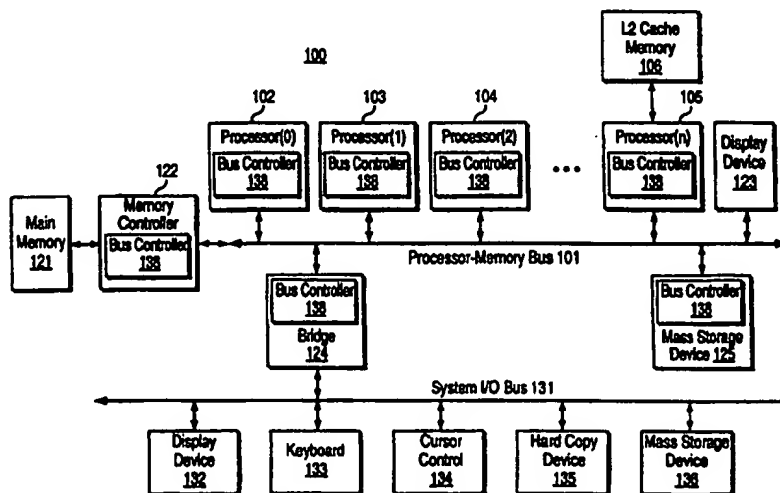 100
L2 Cache
Memory
106
102
103
104
105
Processor(0)
Bus Controller
138
Processor(1)
Bus Controller
138
Processor(2)
Bus Controller
138
Processor(n)
Bus Controller
138
Display
Device
123
122
Main
Memory
121
Memory
Controller
Bus Controller
138
Processor-Memory Bus 101
Bus Controller
138
Bridge
124
Bus Controller
138
Mass Storage
Device 125
System I/O Bus 131
Display
Device
132
Keyboard
133
Cursor
Control
134
Hard Copy
Device
135
Mass Storage
Device
136